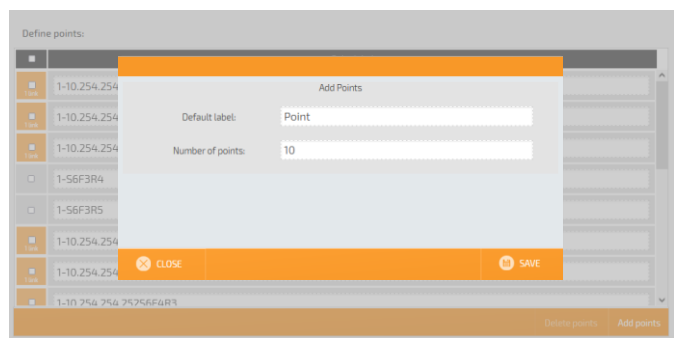 Define points:
1-10.254.254
Add Points
1-10.254.254
Default label:
Point
1-10.254.254
Number of points:
10
1-S6F3R4
1-S6F3R5
1-10.254.254
1-10.254.254
CLOSE
SAVE
1-10.254.254.252S6F4R3
Delete points
Add points